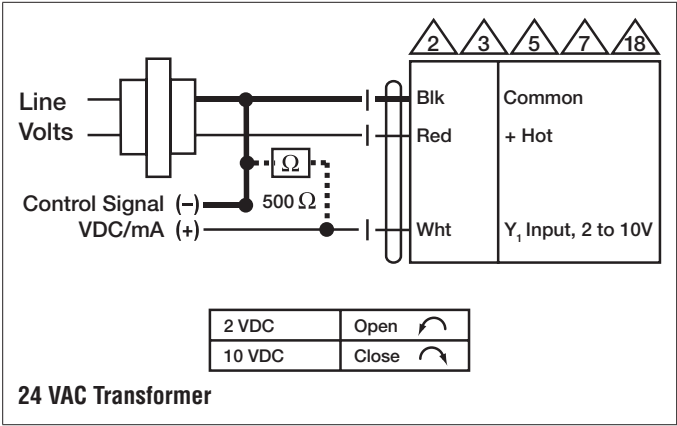 2 3 5 7 18
Line Volts
Blk Common
Red + Hot
Ω
500 Ω
Control Signal (–)
VDC/mA (+)
Wht Y1 Input, 2 to 10V
2 VDC Open
10 VDC Close
24 VAC Transformer